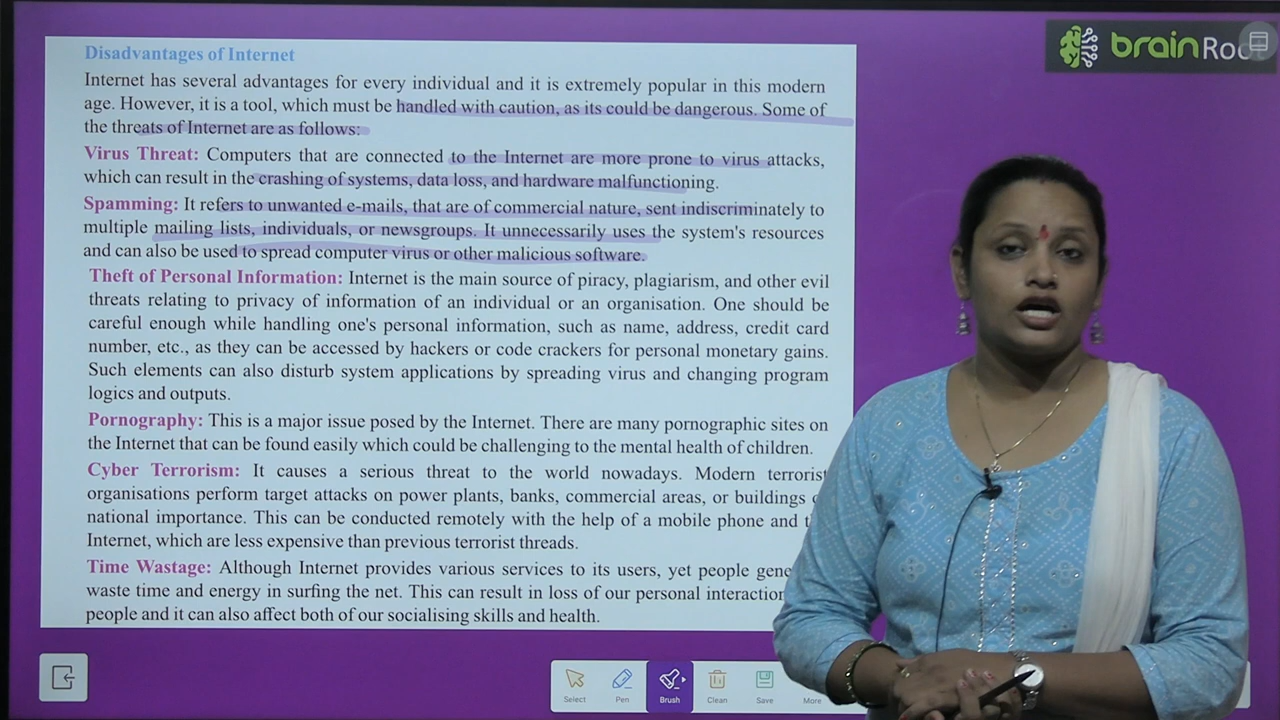 Disadvantages of Internet
Internet has several advantages for every individual and it is extremely popular in this modern
age. However, it is a tool, which must be handled with caution, as its could be dangerous. Some of
the threats of Internet are as follows:
Virus Threat: Computers that are connected to the Internet are more prone to virus attacks,
which can result in the crashing of systems, data loss, and hardware malfunctioning.
Spamming: It refers to unwanted e-mails, that are of commercial nature, sent indiscriminately to
multiple mailing lists, individuals, or newsgroups. It unnecessarily uses the system's resources
and can also be used to spread computer virus or other malicious software.
Theft of Personal Information: Internet is the main source of piracy, plagiarism, and other evil
threats relating to privacy of information of an individual or an organisation. One should be
careful enough while handling one's personal information, such as name, address, credit card
number, etc., as they can be accessed by hackers or code crackers for personal monetary gains.
Such elements can also disturb system applications by spreading virus and changing program
logics and outputs.
Pornography: This is a major issue posed by the Internet. There are many pornographic sites on
the Internet that can be found easily which could be challenging to the mental health of children.
Cyber Terrorism: It causes a serious threat to the world nowadays. Modern terrorist
organisations perform target attacks on power plants, banks, commercial areas, or buildings
national importance. This can be conducted remotely with the help of a mobile phone and
Internet, which are less expensive than previous terrorist threads.
Time Wastage: Although Internet provides various services to its users, yet people
waste time and energy in surfing the net. This can result in loss of our personal interaction
people and it can also affect both of our socialising skills and health.
brain
Select
Pen
Brush
Clean
Save
More